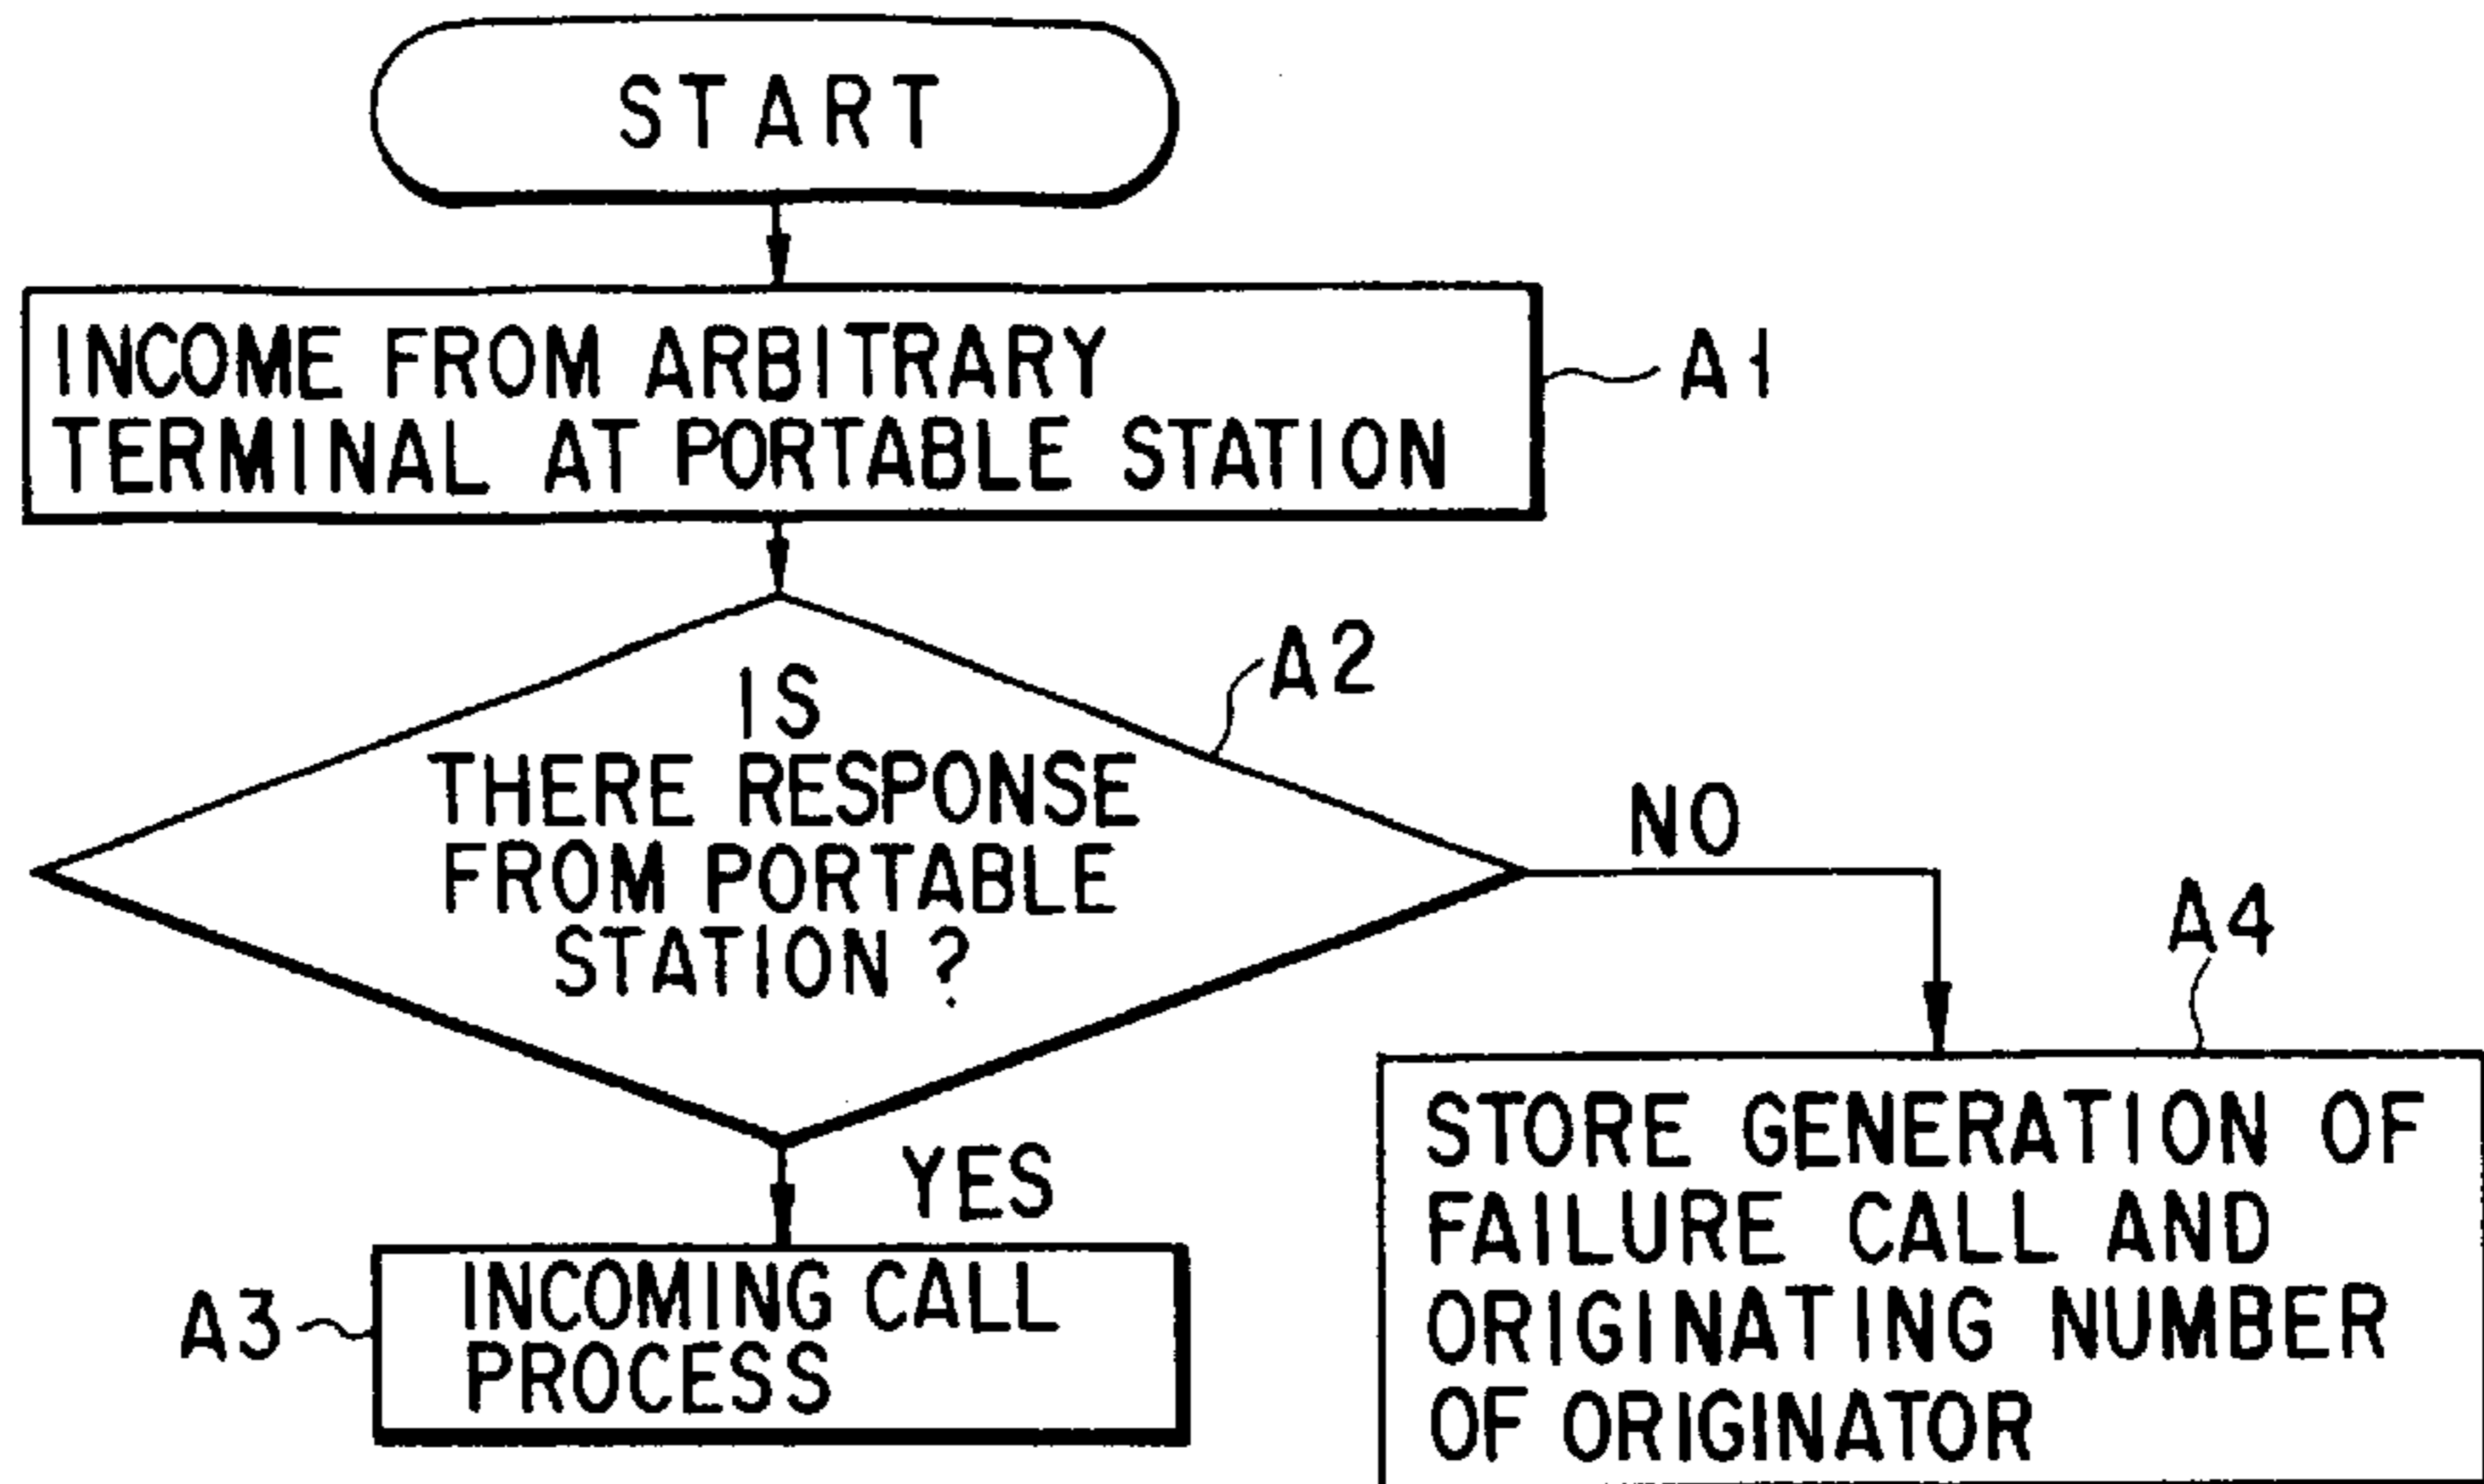 START
INCOME FROM ARBITRARY
TERMINAL AT PORTABLE STATION
A1
IS
THERE RESPONSE
FROM PORTABLE
STATION ?
A2
NO
YES
A3
INCOMING CALL
PROCESS
A4
STORE GENERATION OF
FAILURE CALL AND
ORIGINATING NUMBER
OF ORIGINATOR